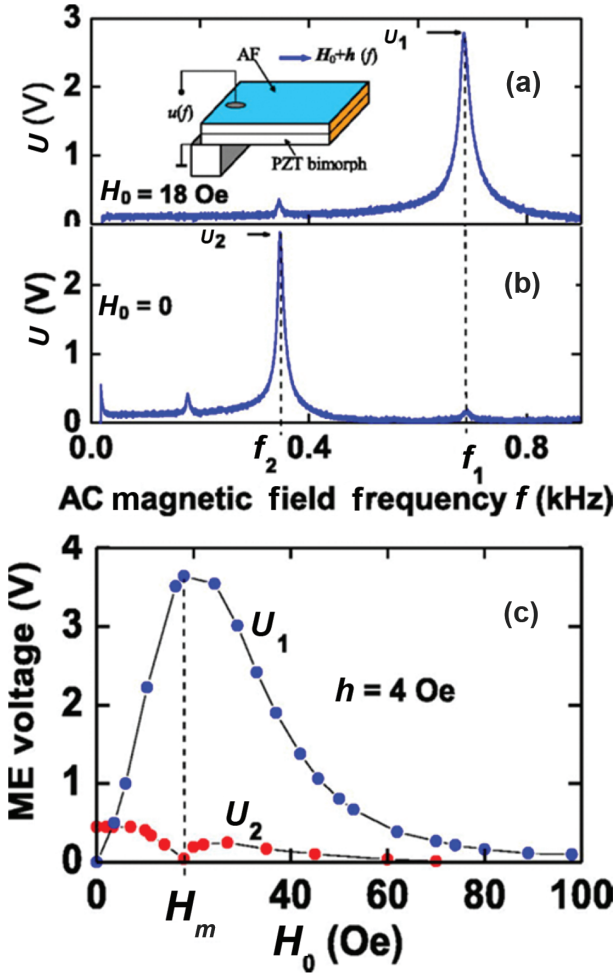 3
U₁
AF
H₀+h (f)
(a)
2
u(f)
U (V)
1
PZT bimorph
H₀ = 18 Oe
0
U₂
(b)
2
H₀ = 0
U (V)
1
0
0.0 f₂ 0.4 f₁ 0.8
AC magnetic field frequency f (kHz)
4
(c)
3
U₁
h = 4 Oe
2
ME voltage (V)
1
U₂
0
0 Hₘ 40 60 80 100
H₀ (Oe)